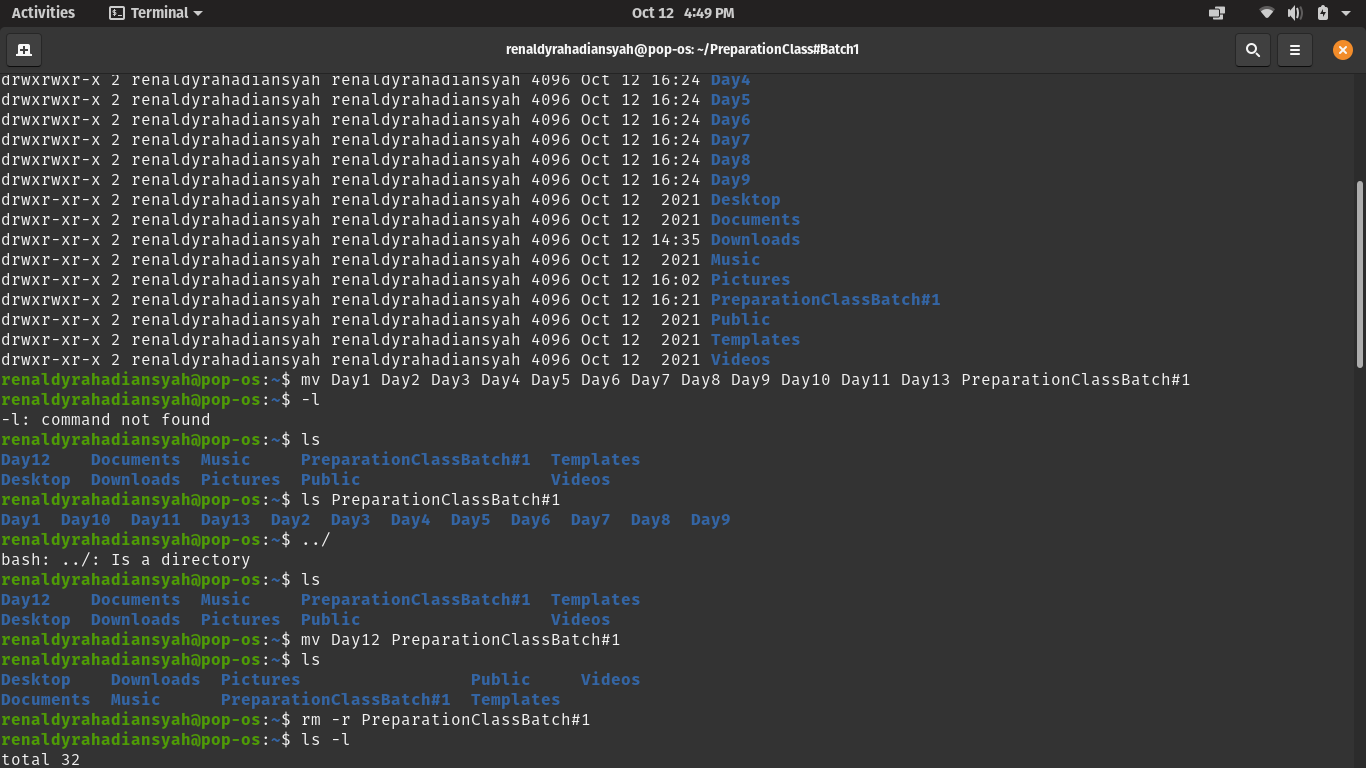 Activities Terminal Oct 12 4:49 PM
renaldyrahadiansyah@pop-os: ~/PreparationClass#Batch1
drwxrwxr-x 2 renaldyrahadiansyah renaldyrahadiansyah 4096 Oct 12 16:24 Day4
drwxrwxr-x 2 renaldyrahadiansyah renaldyrahadiansyah 4096 Oct 12 16:24 Day5
drwxrwxr-x 2 renaldyrahadiansyah renaldyrahadiansyah 4096 Oct 12 16:24 Day6
drwxrwxr-x 2 renaldyrahadiansyah renaldyrahadiansyah 4096 Oct 12 16:24 Day7
drwxrwxr-x 2 renaldyrahadiansyah renaldyrahadiansyah 4096 Oct 12 16:24 Day8
drwxrwxr-x 2 renaldyrahadiansyah renaldyrahadiansyah 4096 Oct 12 16:24 Day9
drwxr-xr-x 2 renaldyrahadiansyah renaldyrahadiansyah 4096 Oct 12  2021 Desktop
drwxr-xr-x 2 renaldyrahadiansyah renaldyrahadiansyah 4096 Oct 12  2021 Documents
drwxr-xr-x 2 renaldyrahadiansyah renaldyrahadiansyah 4096 Oct 12 14:35 Downloads
drwxr-xr-x 2 renaldyrahadiansyah renaldyrahadiansyah 4096 Oct 12  2021 Music
drwxr-xr-x 2 renaldyrahadiansyah renaldyrahadiansyah 4096 Oct 12 16:02 Pictures
drwxrwxr-x 2 renaldyrahadiansyah renaldyrahadiansyah 4096 Oct 12 16:21 PreparationClassBatch#1
drwxr-xr-x 2 renaldyrahadiansyah renaldyrahadiansyah 4096 Oct 12  2021 Public
drwxr-xr-x 2 renaldyrahadiansyah renaldyrahadiansyah 4096 Oct 12  2021 Templates
drwxr-xr-x 2 renaldyrahadiansyah renaldyrahadiansyah 4096 Oct 12  2021 Videos
renaldyrahadiansyah@pop-os:~$ mv Day1 Day2 Day3 Day4 Day5 Day6 Day7 Day8 Day9 Day10 Day11 Day13 PreparationClassBatch#1
renaldyrahadiansyah@pop-os:~$ -l
-l: command not found
renaldyrahadiansyah@pop-os:~$ ls
Day12    Documents  Music     PreparationClassBatch#1  Templates
Desktop  Downloads  Pictures  Public                   Videos
renaldyrahadiansyah@pop-os:~$ ls PreparationClassBatch#1
Day1  Day10  Day11  Day13  Day2  Day3  Day4  Day5  Day6  Day7  Day8  Day9
renaldyrahadiansyah@pop-os:~$ ../
bash: ../: Is a directory
renaldyrahadiansyah@pop-os:~$ ls
Day12    Documents  Music     PreparationClassBatch#1  Templates
Desktop  Downloads  Pictures  Public                   Videos
renaldyrahadiansyah@pop-os:~$ mv Day12 PreparationClassBatch#1
renaldyrahadiansyah@pop-os:~$ ls
Desktop    Downloads  Pictures                 Public     Videos
Documents  Music      PreparationClassBatch#1  Templates
renaldyrahadiansyah@pop-os:~$ rm -r PreparationClassBatch#1
renaldyrahadiansyah@pop-os:~$ ls -l
total 32